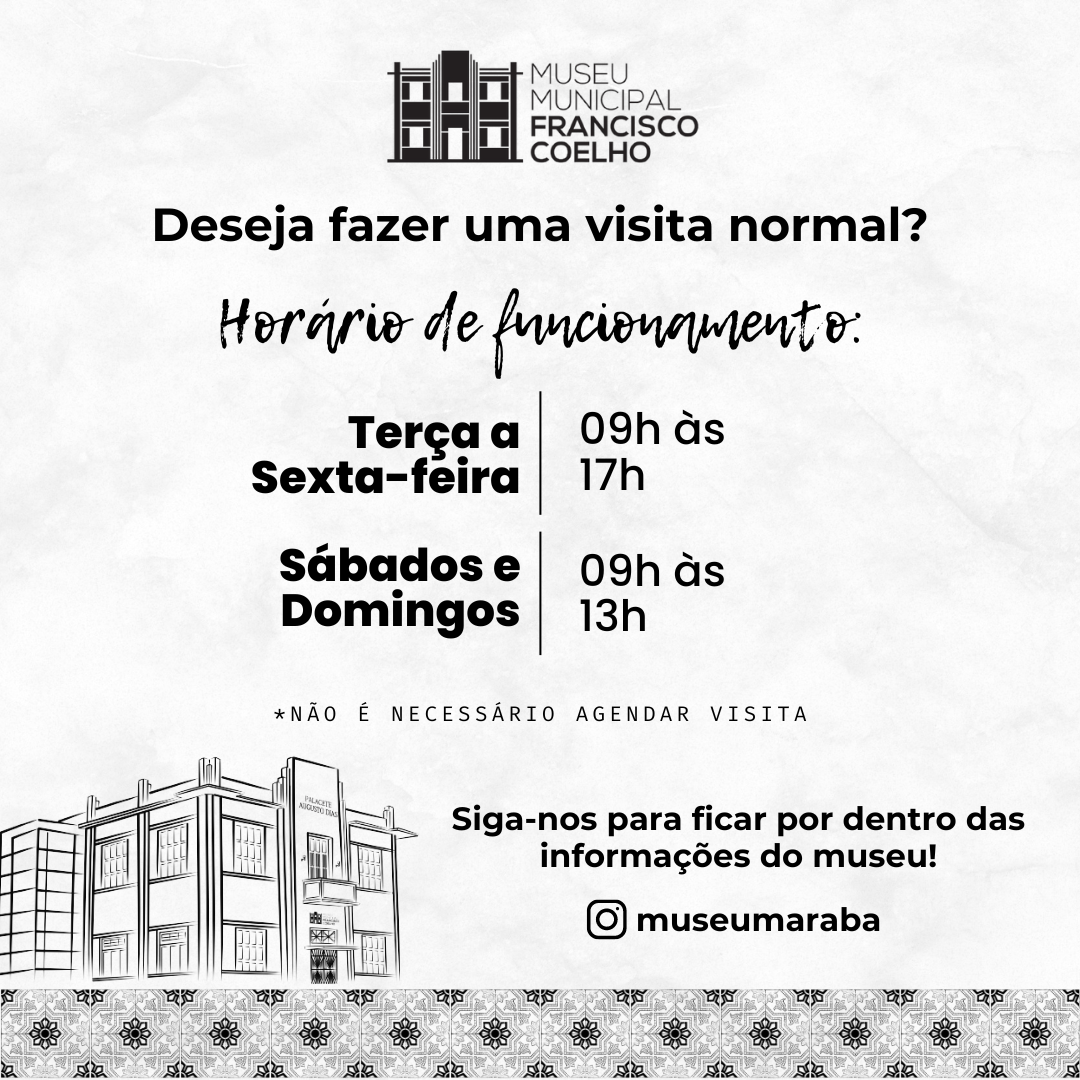 MUSEU
MUNICIPAL
FRANCISCO
COELHO
Deseja fazer uma visita normal?
Horário de funcionamento:
Terça a
Sexta-feira
09h às
17h
Sábados e
Domingos
09h às
13h
*NÃO É NECESSÁRIO AGENDAR VISITA
PALACETE
AUGUSTO DIAS
Siga-nos para ficar por dentro das
informações do museu!
museumaraba